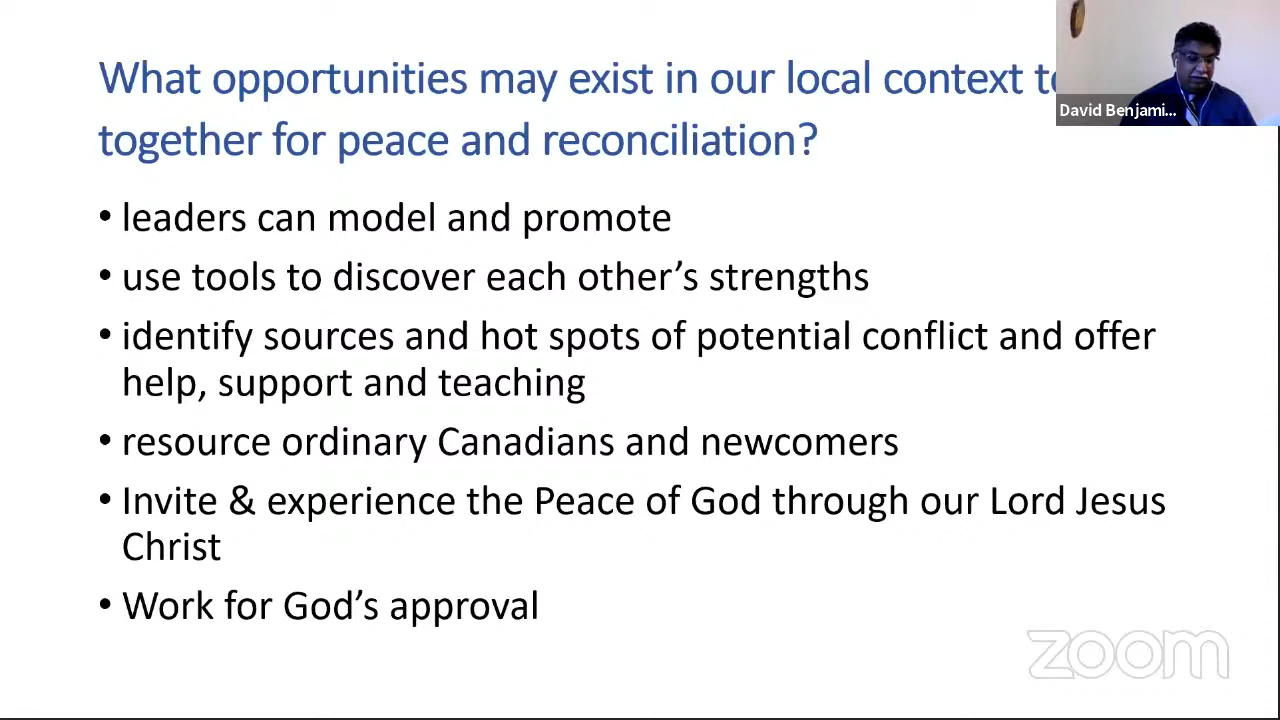 What opportunities may exist in our local context
together for peace and reconciliation?
David Benjami...
• leaders can model and promote
• use tools to discover each other’s strengths
• identify sources and hot spots of potential conflict and offer
help, support and teaching
• resource ordinary Canadians and newcomers
• Invite & experience the Peace of God through our Lord Jesus
Christ
• Work for God’s approval
zoom